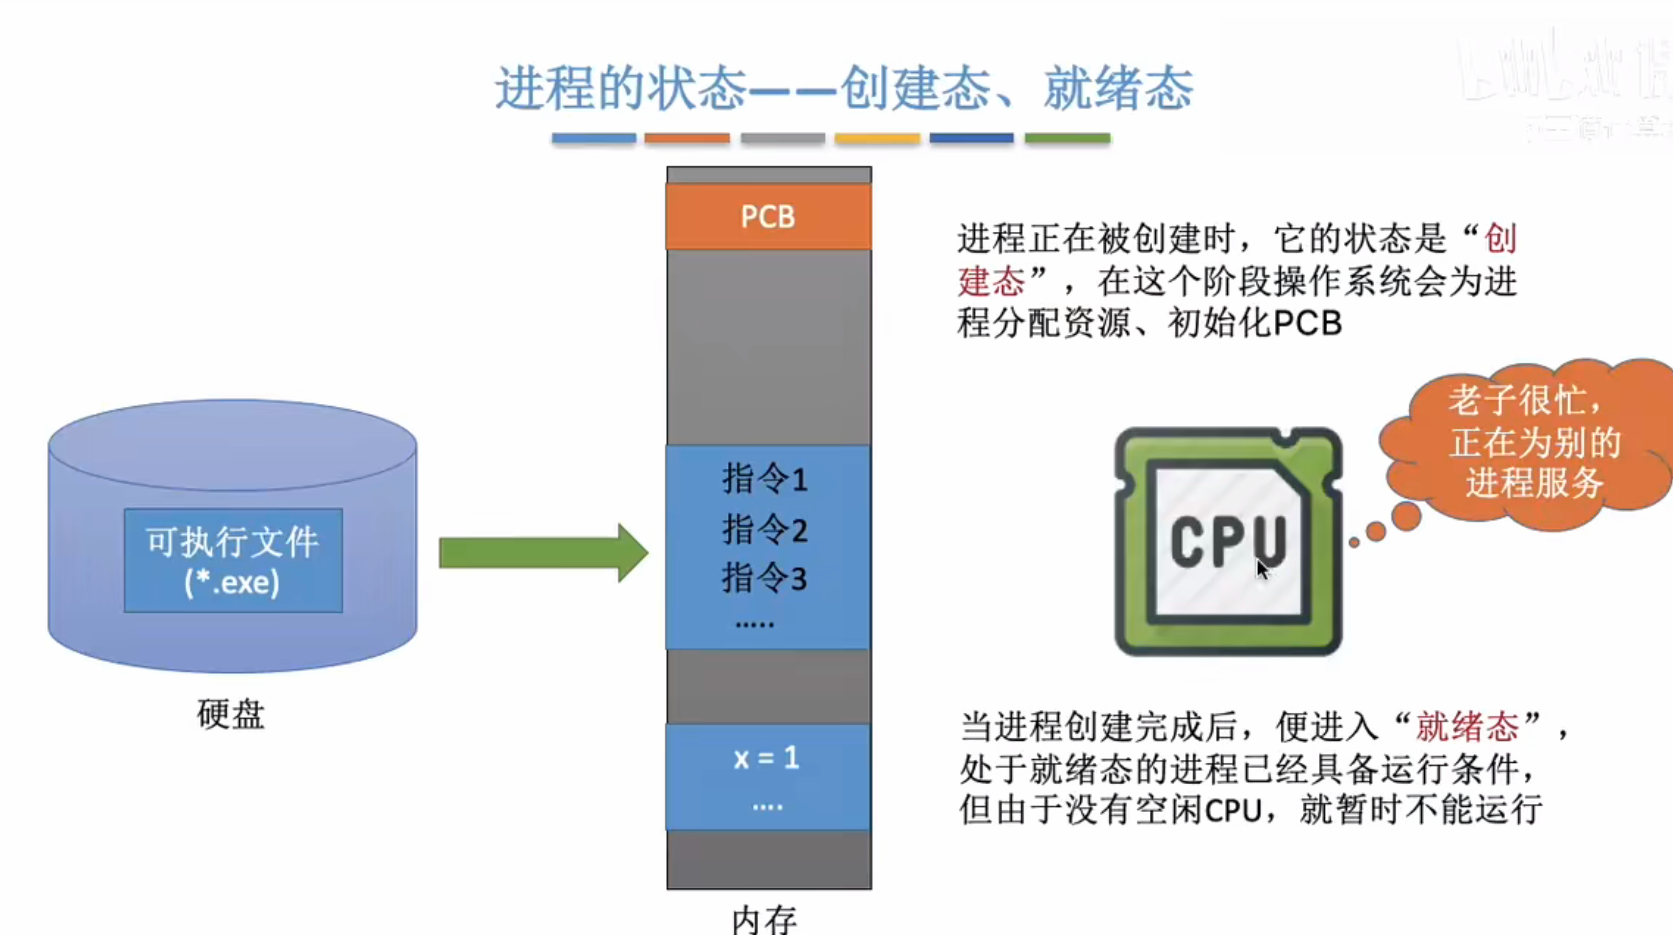 进程的状态——创建态、就绪态
PCB
进程正在被创建时，它的状态是“创
建态”，在这个阶段操作系统会为进
程分配资源、初始化PCB
老子很忙，
正在为别的
进程服务
指令1
指令2
指令3
.....
可执行文件
(*.exe)
CPU
硬盘
x = 1
....
当进程创建完成后，便进入“就绪态”，
处于就绪态的进程已经具备运行条件，
但由于没有空闲CPU，就暂时不能运行
内存